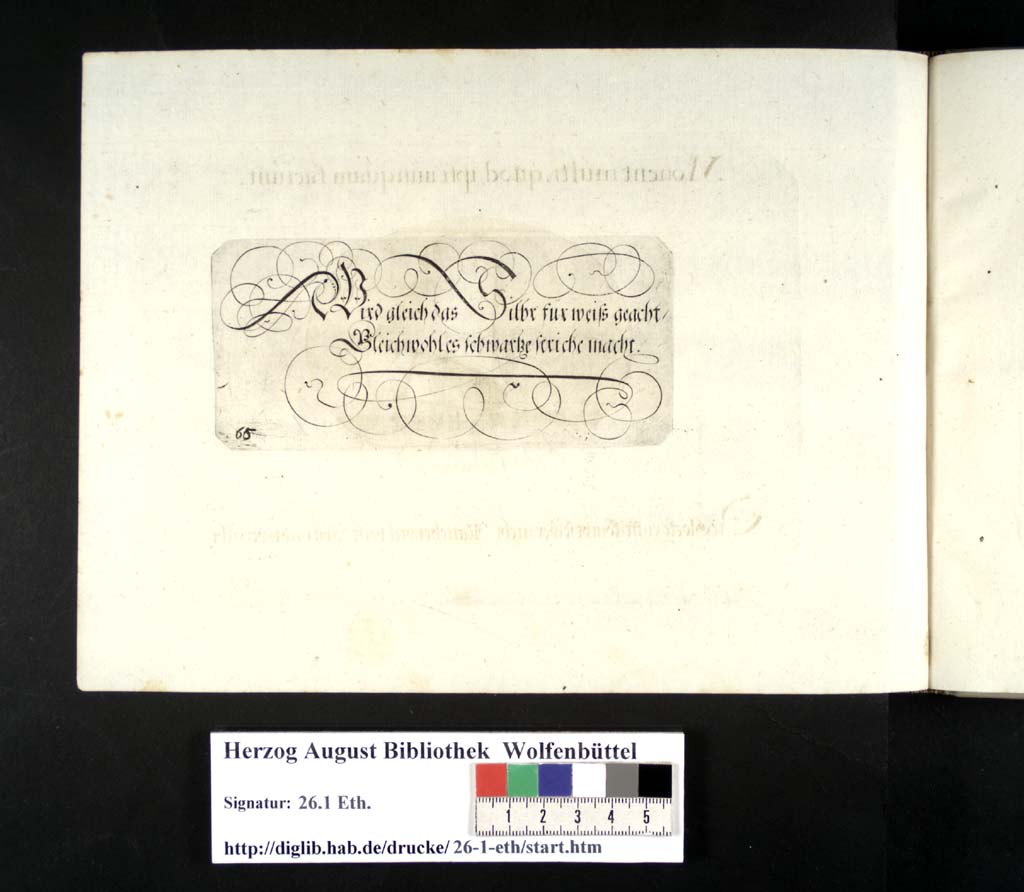 Wird gleich das Silbr für weiß geacht/
Gleichwohl es schwartze striche macht.
65
Herzog August Bibliothek Wolfenbüttel
Signatur: 26.1 Eth.
1 2 3 4 5
http://diglib.hab.de/drucke/ 26-1-eth/start.htm